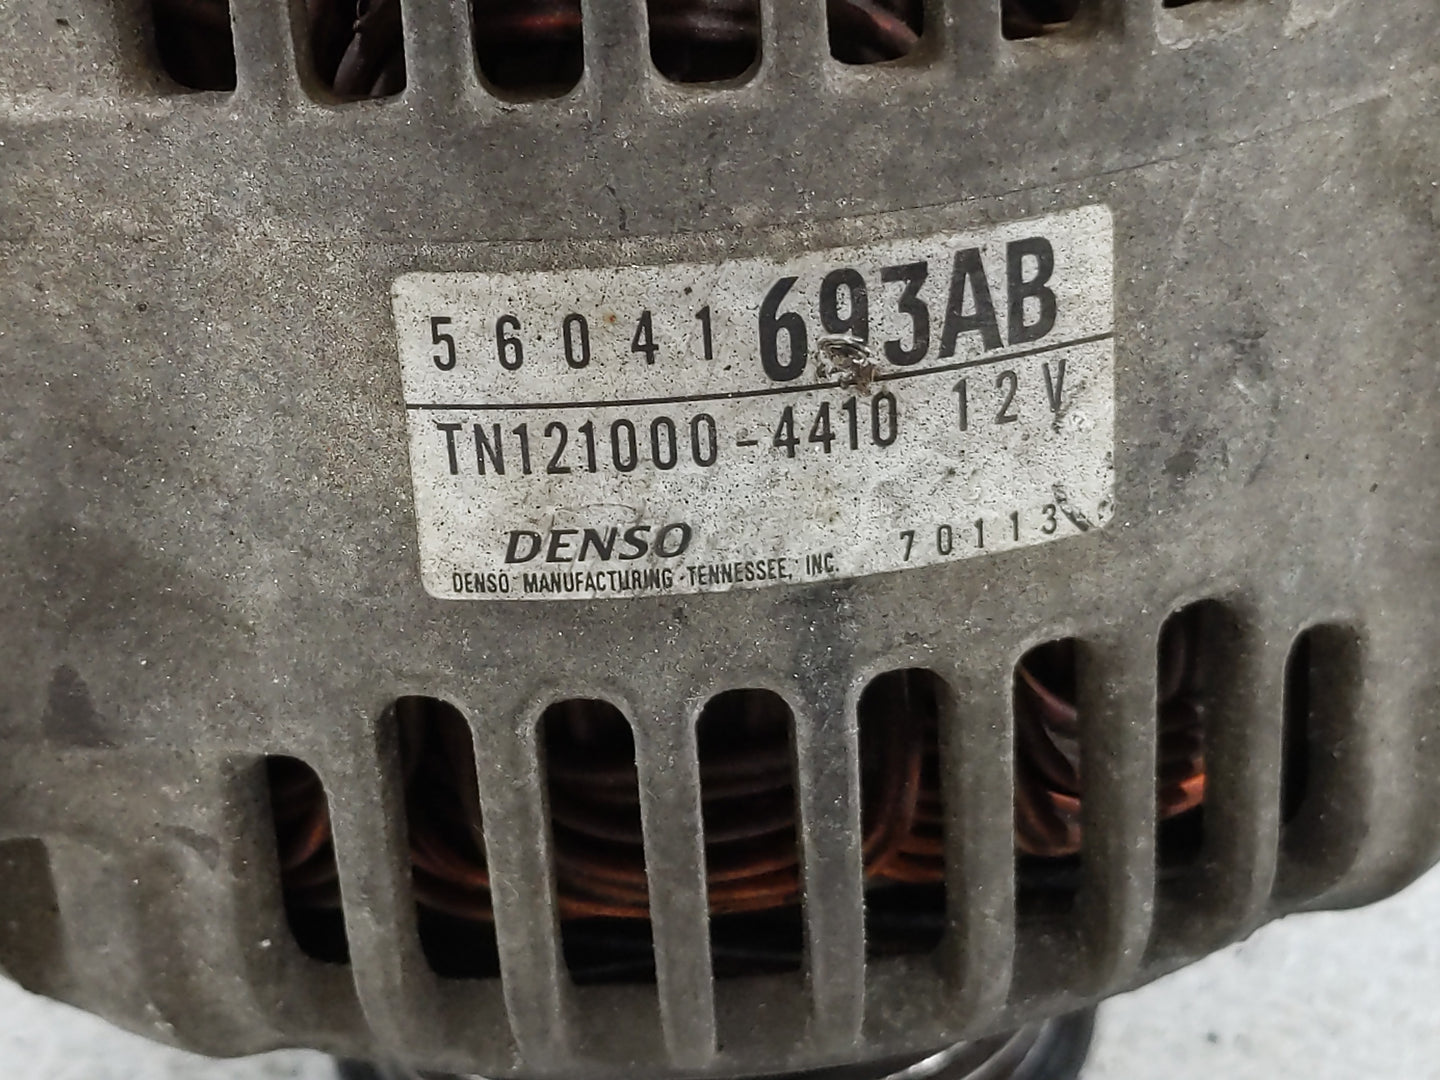 56041693AB
TN121000-4410 12V
DENSO 70113
DENSO MANUFACTURING TENNESSEE, INC.